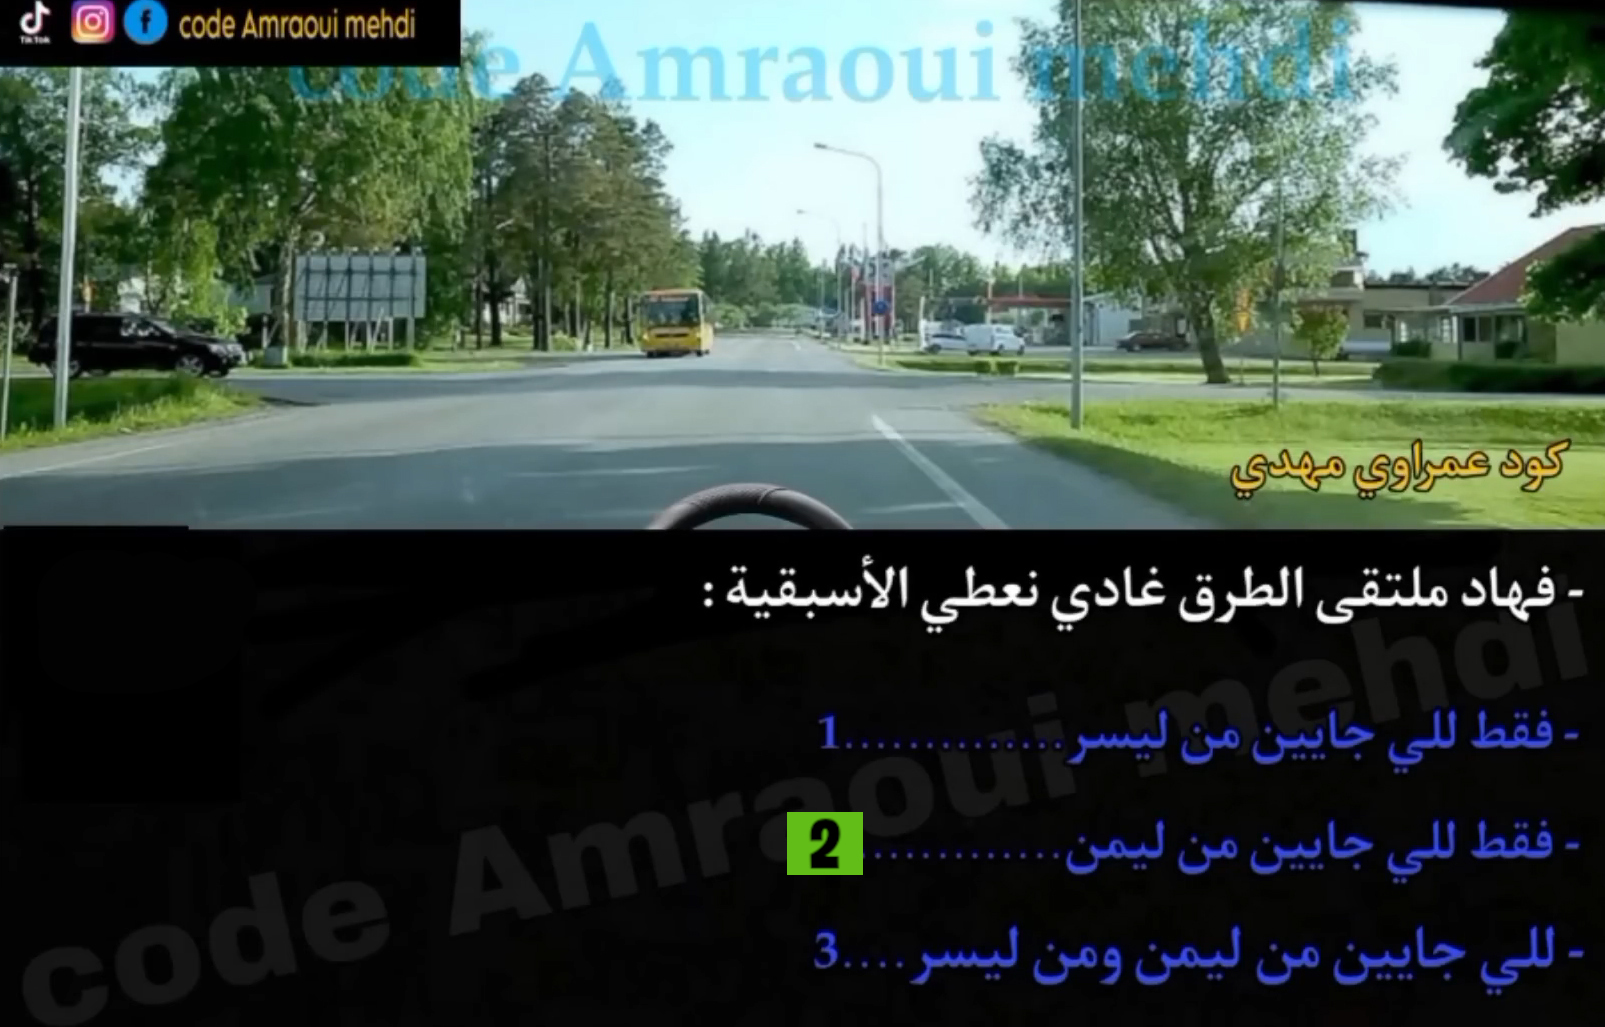 TikTok code Amraoui mehdi
code Amraoui mehdi
كود عمراوي مهدي
- فهاد ملتقى الطرق غادي نعطي الأسبقية :
- فقط للي جايين من ليسر..............1
- فقط للي جايين من ليمن.............2
- للي جايين من ليمن ومن ليسر....3
code Amraoui mehdi